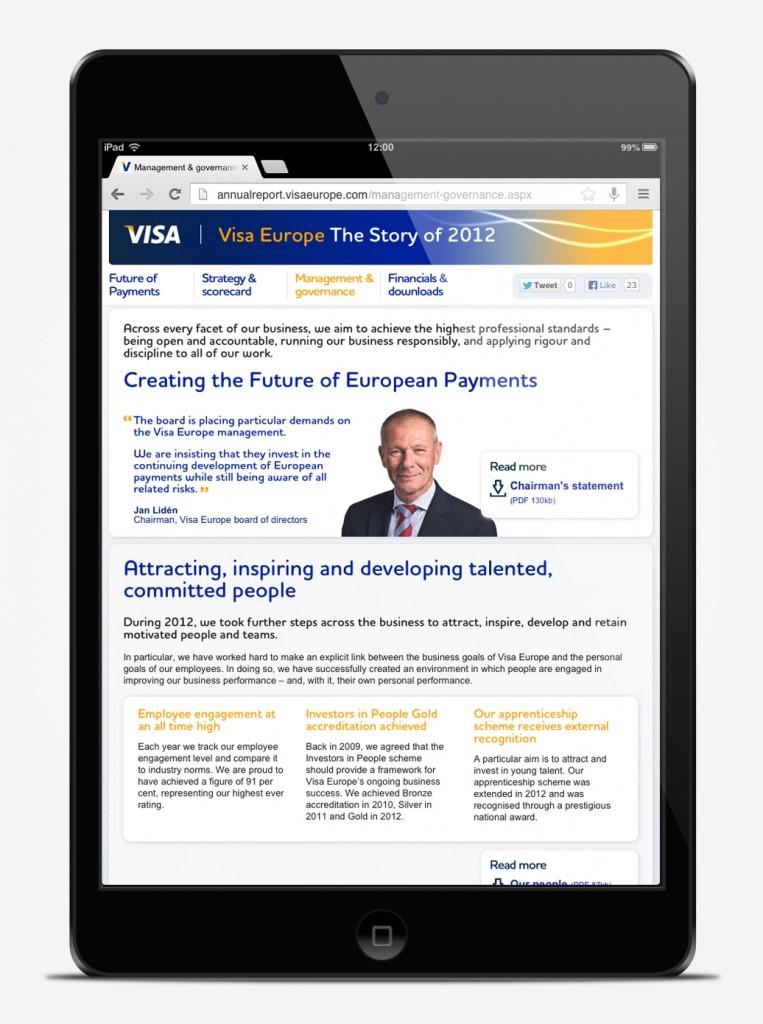 iPad 12:00 99%
Management & governanc ×
annualreport.visaeurope.com/management-governance.aspx
VISA Visa Europe The Story of 2012
Future of
Payments
Strategy &
scorecard
Management &
governance
Financials &
downloads
Tweet 0 Like 23
Across every facet of our business, we aim to achieve the highest professional standards –
being open and accountable, running our business responsibly, and applying rigour and
discipline to all of our work.
Creating the Future of European Payments
“The board is placing particular demands on
the Visa Europe management.
We are insisting that they invest in the
continuing development of European
payments while still being aware of all
related risks.”
Jan Lidén
Chairman, Visa Europe board of directors
Read more
Chairman's statement
(PDF 130kb)
Attracting, inspiring and developing talented,
committed people
During 2012, we took further steps across the business to attract, inspire, develop and retain
motivated people and teams.
In particular, we have worked hard to make an explicit link between the business goals of Visa Europe and the personal
goals of our employees. In doing so, we have successfully created an environment in which people are engaged in
improving our business performance – and, with it, their own personal performance.
Employee engagement at
an all time high
Each year we track our employee
engagement level and compare it
to industry norms. We are proud to
have achieved a figure of 91 per
cent, representing our highest ever
rating.
Investors in People Gold
accreditation achieved
Back in 2009, we agreed that the
Investors in People scheme
should provide a framework for
Visa Europe's ongoing business
success. We achieved Bronze
accreditation in 2010, Silver in
2011 and Gold in 2012.
Our apprenticeship
scheme receives external
recognition
A particular aim is to attract and
invest in young talent. Our
apprenticeship scheme was
extended in 2012 and was
recognised through a prestigious
national award.
Read more
Our people (PDF 87kb)